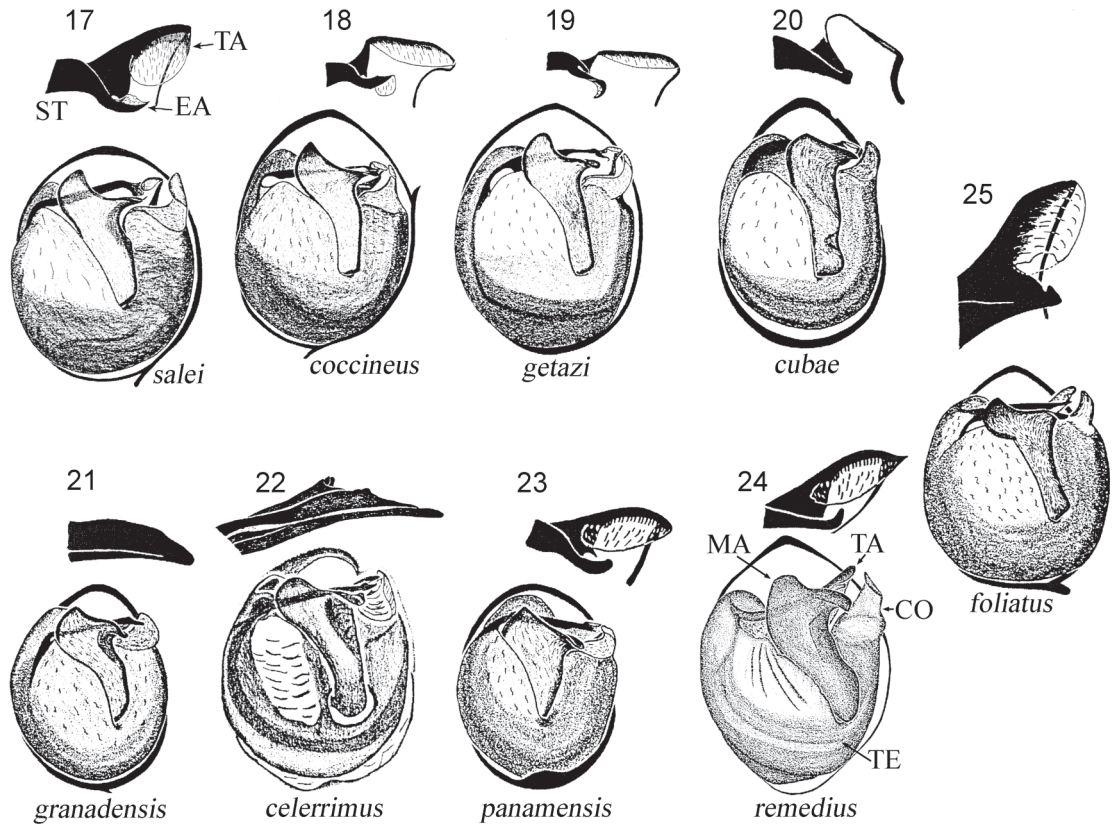 17
TA
ST
EA
salei
18
coccineus
19
getazi
20
cubae
25
foliatus
21
granadensis
22
celerrimus
23
panamensis
24
MA
TA
CO
TE
remedius